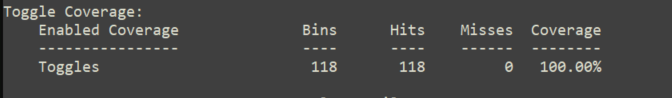 Toggle Coverage:
Enabled Coverage Bins Hits Misses Coverage
---------------- ---- ---- ------ --------
Toggles 118 118 0 100.00%